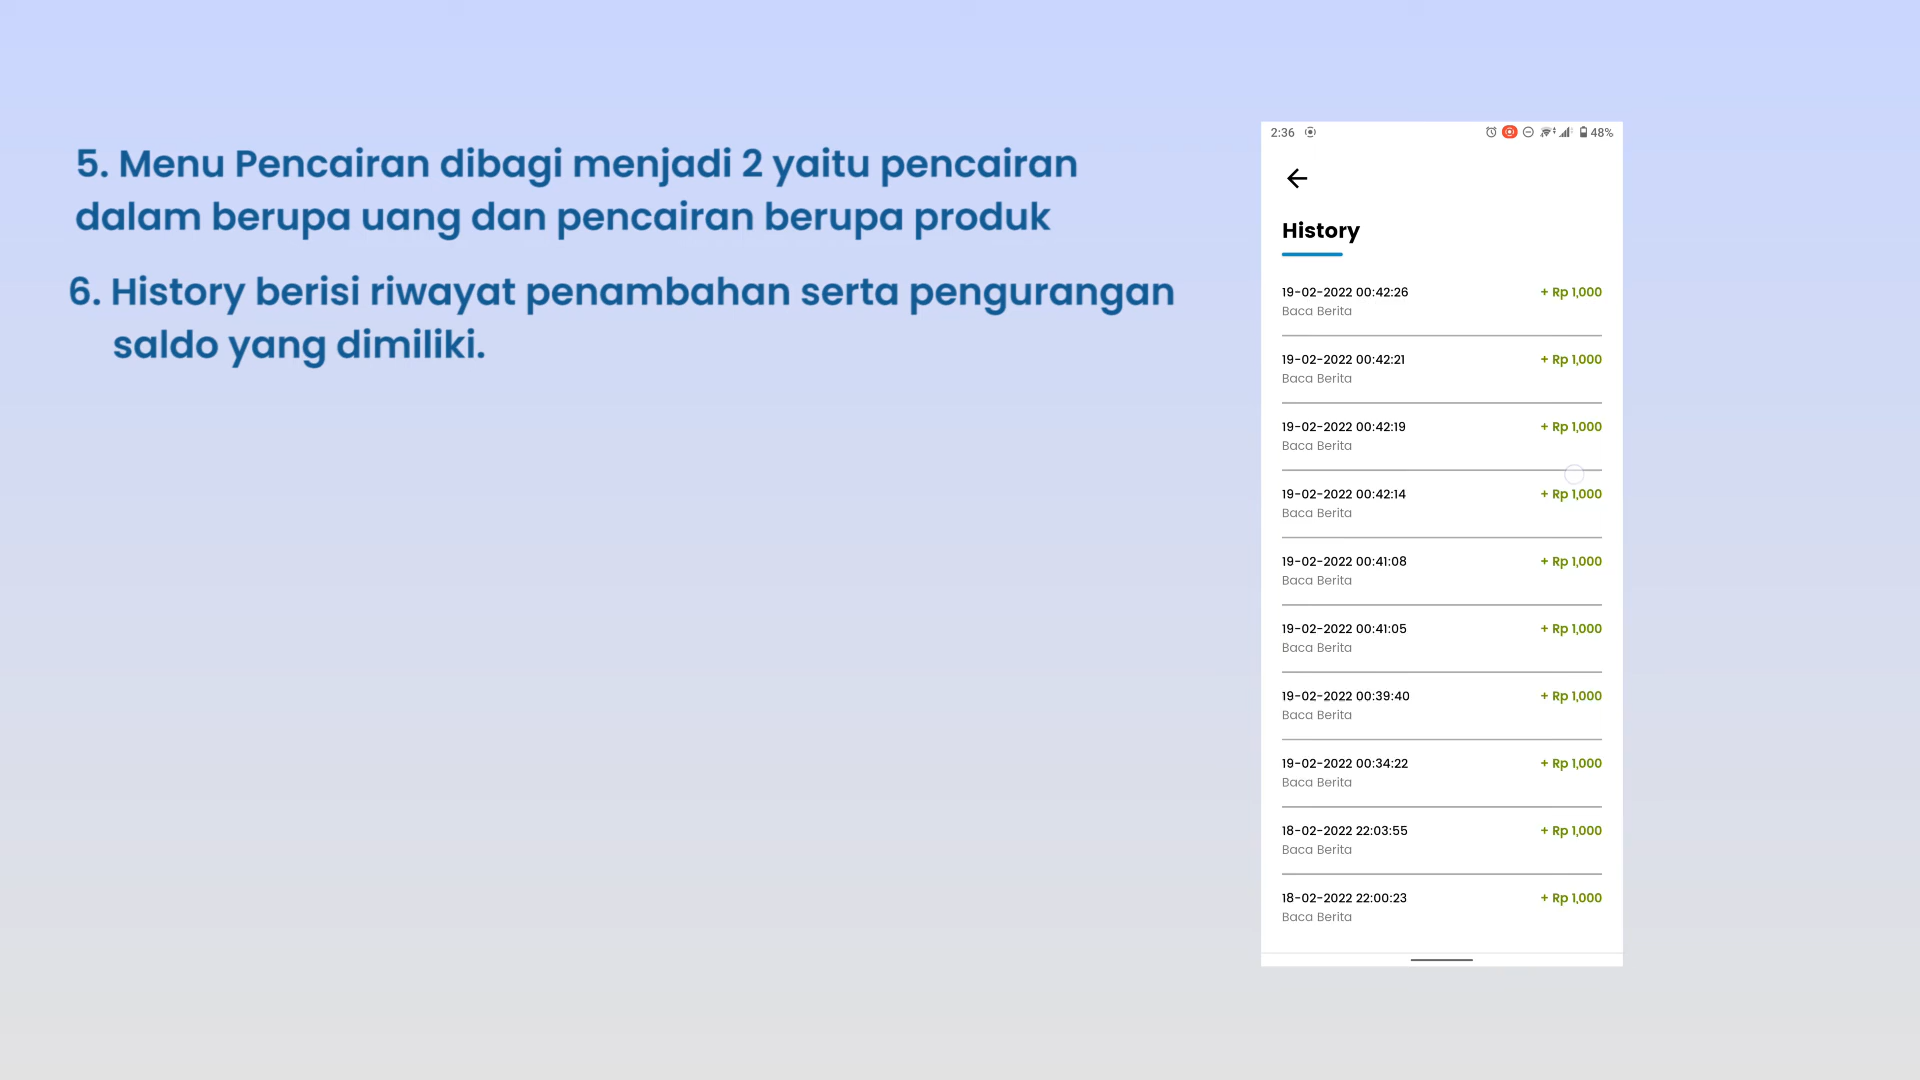 5. Menu Pencairan dibagi menjadi 2 yaitu pencairan
dalam berupa uang dan pencairan berupa produk
6. History berisi riwayat penambahan serta pengurangan
saldo yang dimiliki.
2:36
48%
History
19-02-2022 00:42:26 + Rp 1,000
Baca Berita
19-02-2022 00:42:21 + Rp 1,000
Baca Berita
19-02-2022 00:42:19 + Rp 1,000
Baca Berita
19-02-2022 00:42:14 + Rp 1,000
Baca Berita
19-02-2022 00:41:08 + Rp 1,000
Baca Berita
19-02-2022 00:41:05 + Rp 1,000
Baca Berita
19-02-2022 00:39:40 + Rp 1,000
Baca Berita
19-02-2022 00:34:22 + Rp 1,000
Baca Berita
18-02-2022 22:03:55 + Rp 1,000
Baca Berita
18-02-2022 22:00:23 + Rp 1,000
Baca Berita